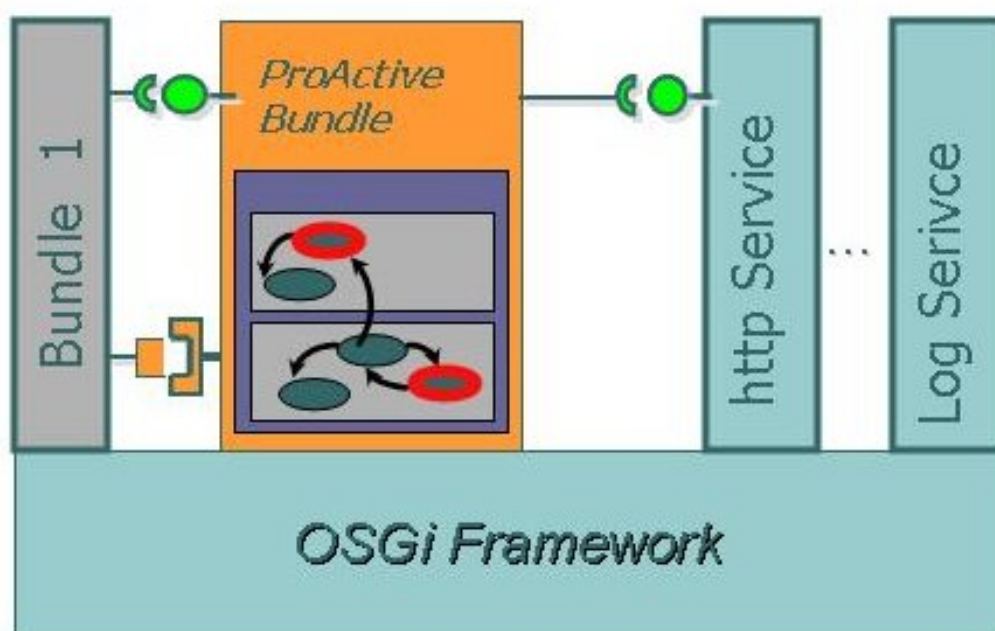 Bundle 1
ProActive
Bundle
http Service
...
Log Serivce
OSGi Framework